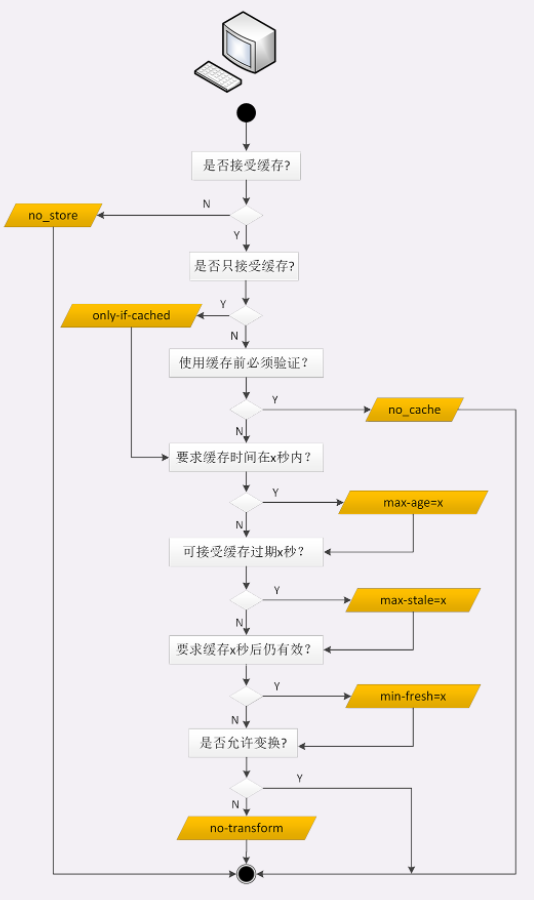 是否接受缓存?
N
no_store
Y
是否只接受缓存?
Y
only-if-cached
N
使用缓存前必须验证？
Y
no_cache
N
要求缓存时间在x秒内？
Y
max-age=x
N
可接受缓存过期x秒？
Y
max-stale=x
N
要求缓存x秒后仍有效？
Y
min-fresh=x
N
是否允许变换?
Y
N
no-transform